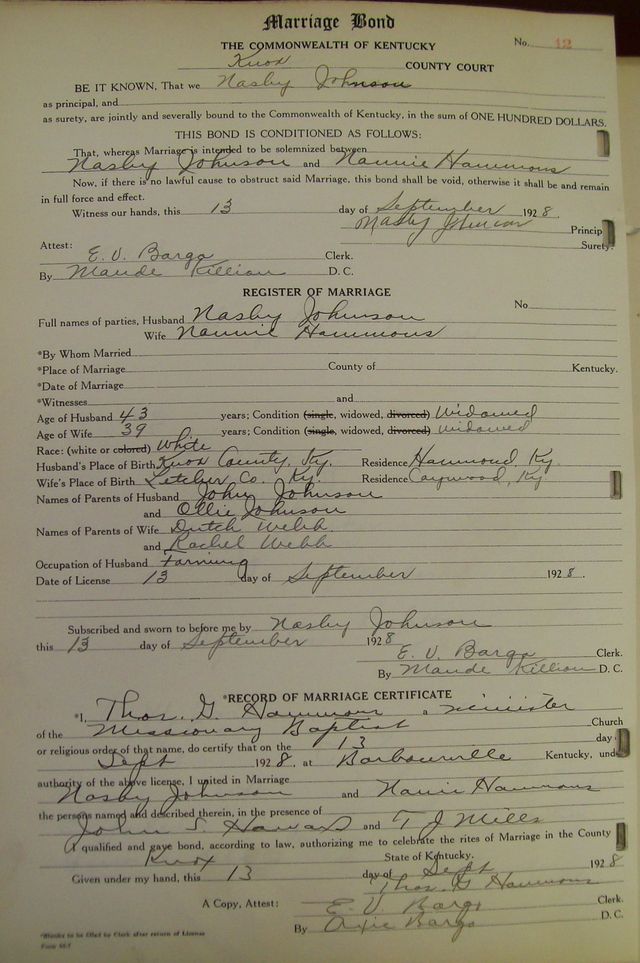 Marriage Bond
THE COMMONWEALTH OF KENTUCKY
No. 12
Knox COUNTY COURT
BE IT KNOWN, That we Nasby Johnson
as principal, and
as surety, are jointly and severally bound to the Commonwealth of Kentucky, in the sum of ONE HUNDRED DOLLARS.
THIS BOND IS CONDITIONED AS FOLLOWS:
That, whereas Marriage is intended to be solemnized between
Nasby Johnson and Nannie Hammons
Now, if there is no lawful cause to obstruct said Marriage, this bond shall be void, otherwise it shall be and remain
in full force and effect.
Witness our hands, this 13 day of September 1928.
Nasby Johnson Princip
Surety.
Attest:
E. V. Bargo Clerk.
By Maude Killion D. C.
REGISTER OF MARRIAGE
No
Full names of parties, Husband Nasby Johnson
Wife Nannie Hammons
*By Whom Married
*Place of Marriage County of Kentucky.
*Date of Marriage
*Witnesses and
Age of Husband 43 years; Condition (single, widowed, divorced) Widowed
Age of Wife 39 years; Condition (single, widowed, divorced) Widowed
Race: (white or colored) White
Husband's Place of Birth Knox County, Ky. Residence Hammond, Ky.
Wife's Place of Birth Letcher Co. Ky. Residence Caywood, Ky
Names of Parents of Husband John Johnson
and Ollie Johnson
Names of Parents of Wife Dutch Webb
and Rachel Webb
Occupation of Husband Farming
Date of License 13 day of September 1928.
Subscribed and sworn to before me by Nasby Johnson
this 13 day of September 1928
E. V. Bargo Clerk.
By Maude Killion D. C.
*RECORD OF MARRIAGE CERTIFICATE
*I, Thos. G. Hammons a minister
of the Missionary Baptist Church
or religious order of that name, do certify that on the 13 day
Sept 1928, at Barbourville Kentucky, unde
authority of the above license, I united in Marriage
Nasby Johnson and Nanie Hammons
the persons named and described therein, in the presence of
John S. and T J Mills
I qualified and gave bond, according to law, authorizing me to celebrate the rites of Marriage in the County
Knox State of Kentucky.
Given under my hand, this 13 day of Sept 1928
Thos. G Hammons
A Copy, Attest: E. V. Bargo Clerk.
By Bargo D. C.
*Blanks to be filled by Clerk after return of License